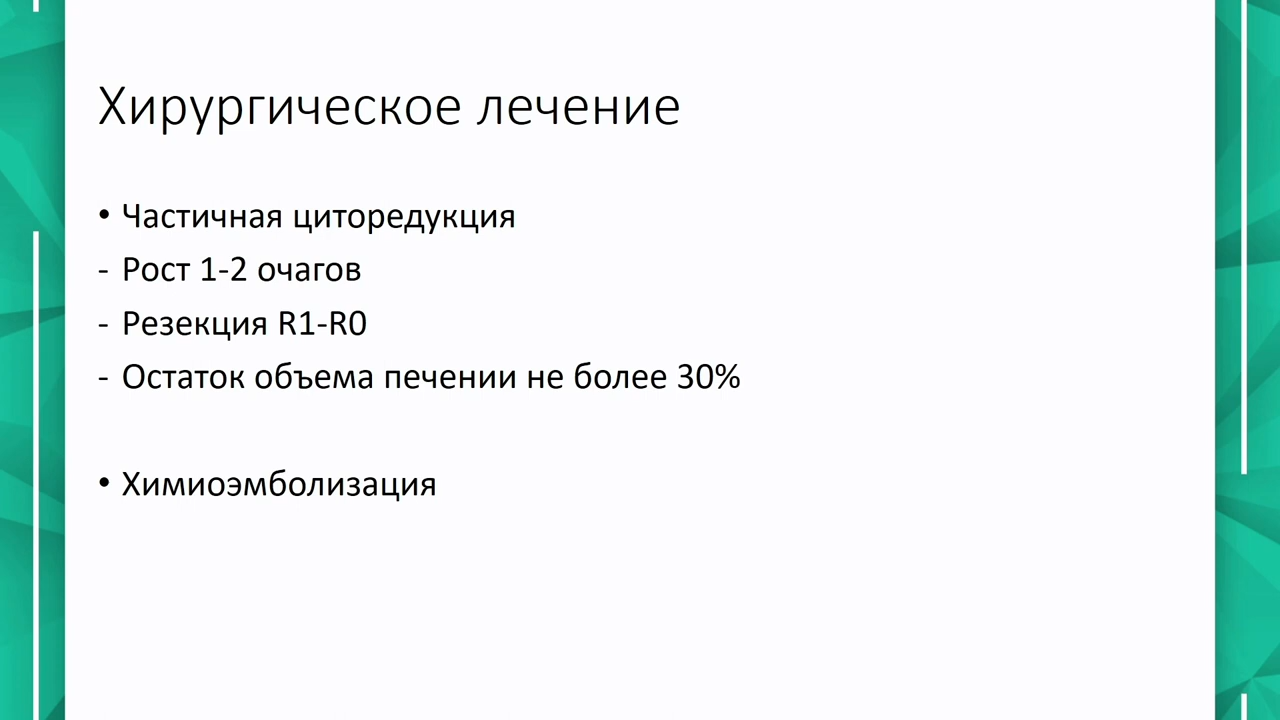 Хирургическое лечение
• Частичная циторедукция
- Рост 1-2 очагов
- Резекция R1-R0
- Остаток объема печении не более 30%
• Химиоэмболизация